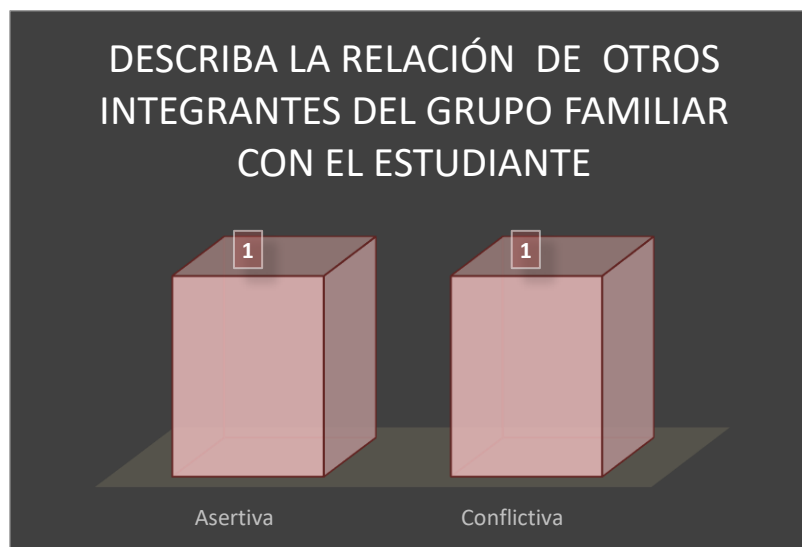 DESCRIBA LA RELACIÓN DE OTROS
INTEGRANTES DEL GRUPO FAMILIAR
CON EL ESTUDIANTE
1
1
Asertiva
Conflictiva